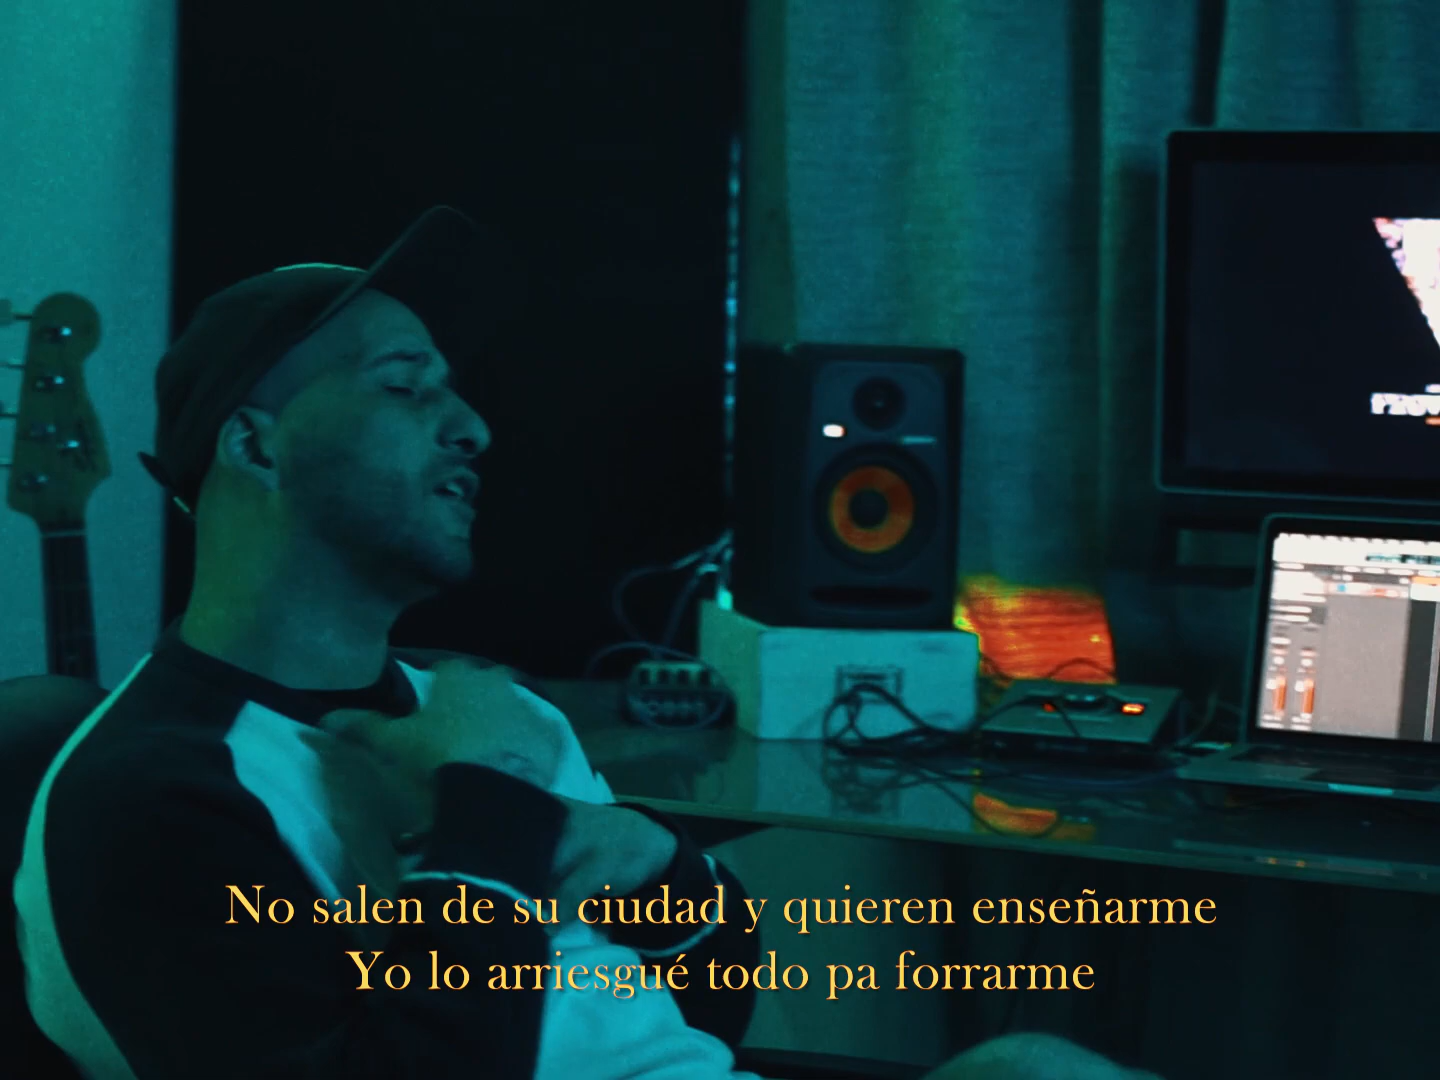 No salen de su ciudad y quieren enseñarme
Yo lo arriesgué todo pa forrarme